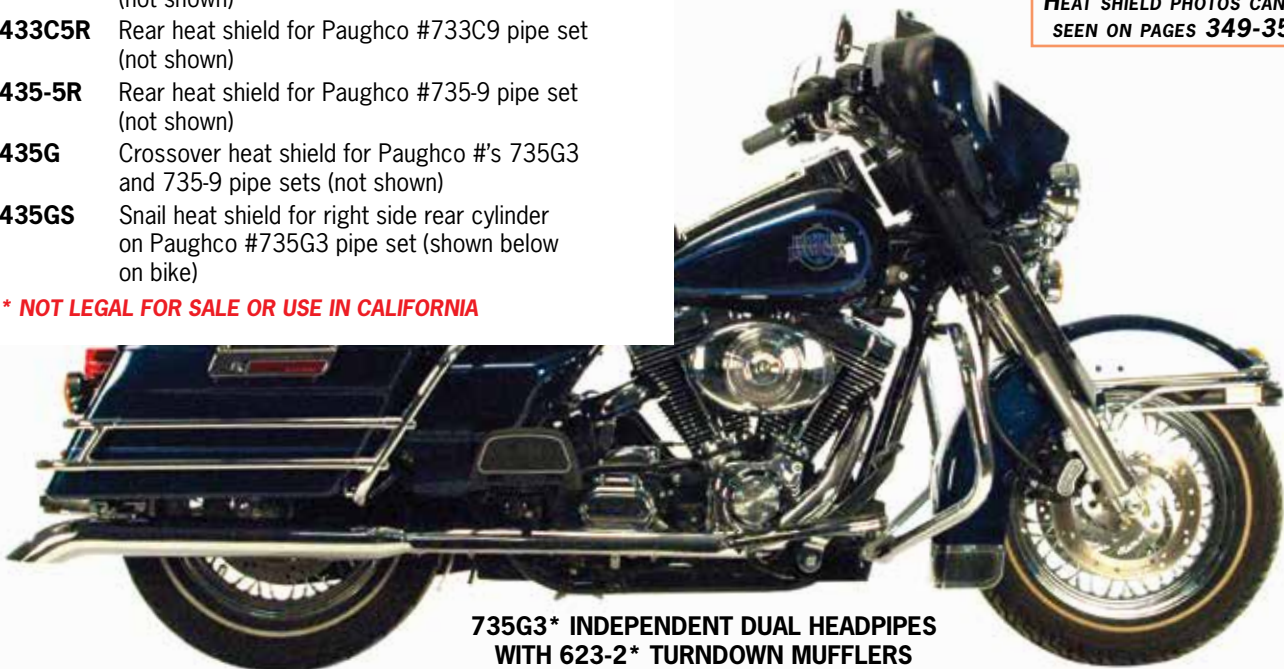 (not shown)
433C5R Rear heat shield for Paughco #733C9 pipe set
(not shown)
435-5R Rear heat shield for Paughco #735-9 pipe set
(not shown)
435G Crossover heat shield for Paughco #'s 735G3
and 735-9 pipe sets (not shown)
435GS Snail heat shield for right side rear cylinder
on Paughco #735G3 pipe set (shown below
on bike)
* NOT LEGAL FOR SALE OR USE IN CALIFORNIA
HEAT SHIELD PHOTOS CAN
SEEN ON PAGES 349-35
735G3* INDEPENDENT DUAL HEADPIPES
WITH 623-2* TURNDOWN MUFFLERS